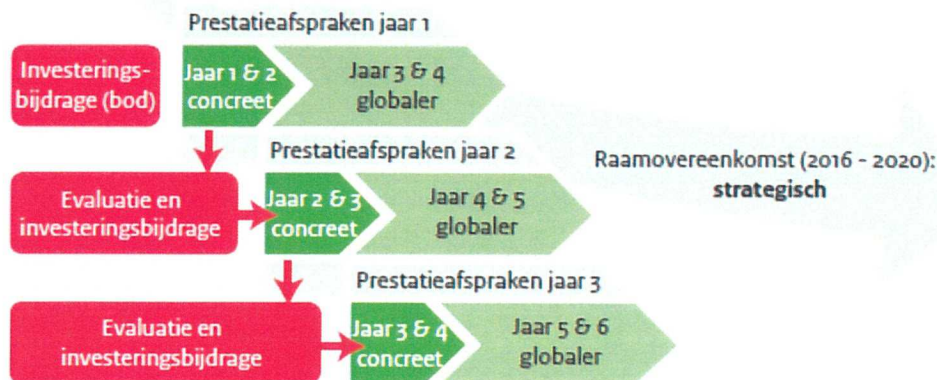 Prestatieafspraken jaar 1
Investerings-
bijdrage (bod)
Jaar 1 & 2
concreet
Jaar 3 & 4
globaler
Prestatieafspraken jaar 2
Raamovereenkomst (2016 - 2020):
strategisch
Evaluatie en
investeringsbijdrage
Jaar 2 & 3
concreet
Jaar 4 & 5
globaler
Prestatieafspraken jaar 3
Evaluatie en
investeringsbijdrage
Jaar 3 & 4
concreet
Jaar 5 & 6
globaler